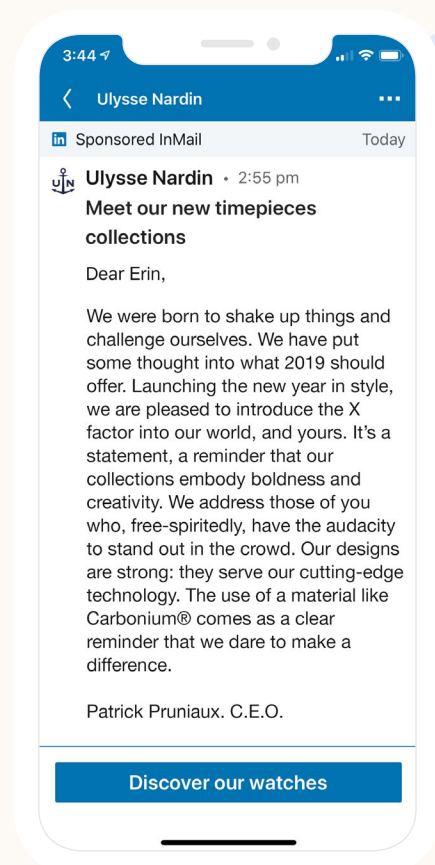 3:44
Ulysse Nardin
in Sponsored InMail Today
UN Ulysse Nardin • 2:55 pm
Meet our new timepieces
collections
Dear Erin,
We were born to shake up things and
challenge ourselves. We have put
some thought into what 2019 should
offer. Launching the new year in style,
we are pleased to introduce the X
factor into our world, and yours. It’s a
statement, a reminder that our
collections embody boldness and
creativity. We address those of you
who, free-spiritedly, have the audacity
to stand out in the crowd. Our designs
are strong: they serve our cutting-edge
technology. The use of a material like
Carbonium® comes as a clear
reminder that we dare to make a
difference.
Patrick Pruniaux. C.E.O.
Discover our watches